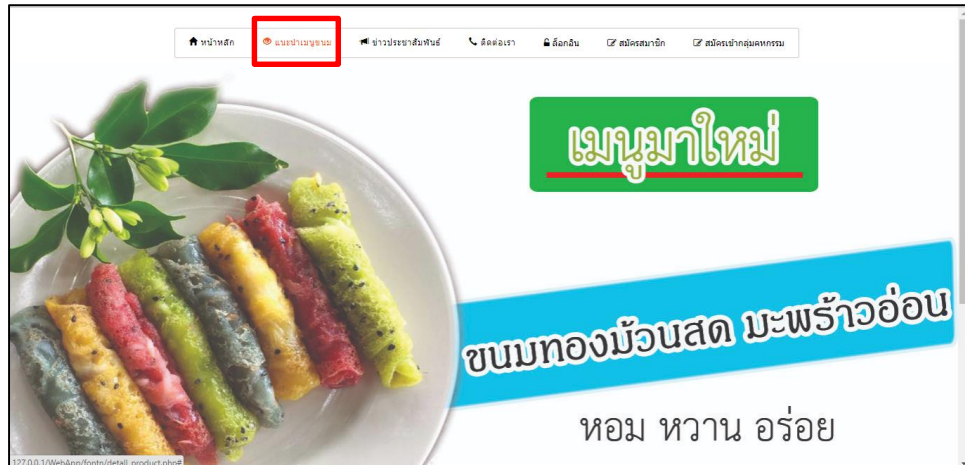 หน้าหลัก แนะนำเมนูขนม ข่าวประชาสัมพันธ์ ติดต่อเรา ล็อกอิน สมัครสมาชิก สมัครเข้ากลุ่มคหกรรม
เมนูมาใหม่
ขนมทองม้วนสด มะพร้าวอ่อน
หอม หวาน อร่อย
127.0.0.1/WebApp/fontn/detail_product.php#